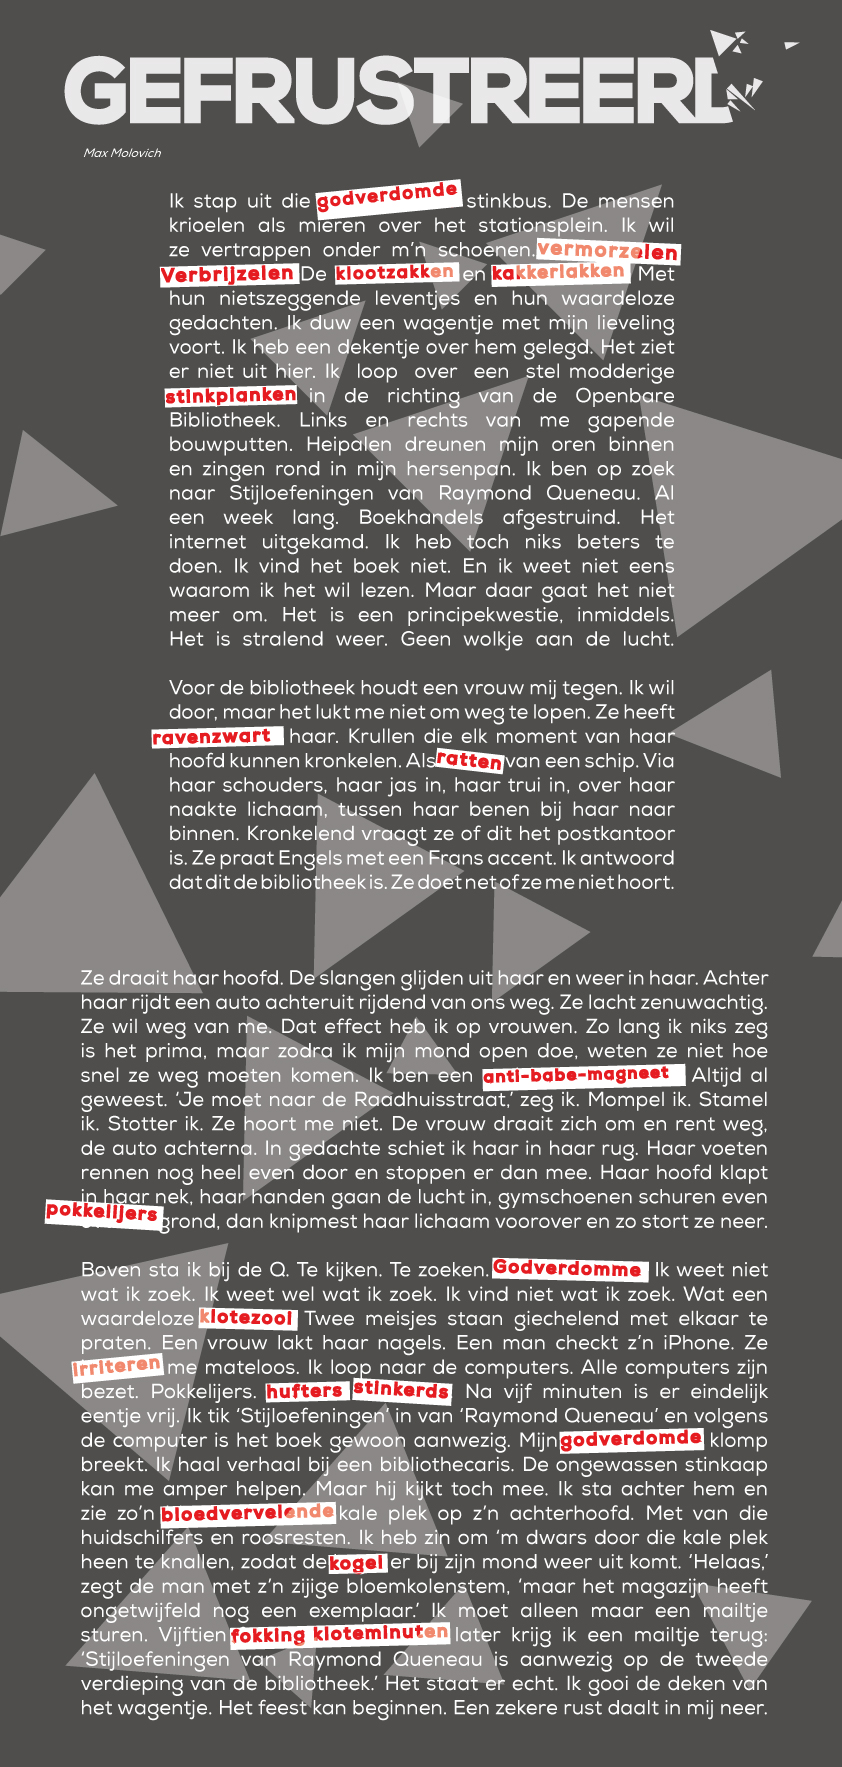 GEFRUSTREERD
Max Molovich
Ik stap uit die godverdomde stinkbus. De mensen
krioelen als mieren over het stationsplein. Ik wil
ze vertrappen onder m’n schoenen. vermorzelen
Verbrijzelen De klootzakken en kakkerlakken Met
hun nietszeggende leventjes en hun waardeloze
gedachten. Ik duw een wagentje met mijn lieveling
voort. Ik heb een dekentje over hem gelegd. Het ziet
er niet uit hier. Ik loop over een stel modderige
stinkplanken in de richting van de Openbare
Bibliotheek. Links en rechts van me gapende
bouwputten. Heipalen dreunen mijn oren binnen
en zingen rond in mijn hersenpan. Ik ben op zoek
naar Stijloefeningen van Raymond Queneau. Al
een week lang. Boekhandels afgestruind. Het
internet uitgekamd. Ik heb toch niks beters te
doen. Ik vind het boek niet. En ik weet niet eens
waarom ik het wil lezen. Maar daar gaat het niet
meer om. Het is een principekwestie, inmiddels.
Het is stralend weer. Geen wolkje aan de lucht.
Voor de bibliotheek houdt een vrouw mij tegen. Ik wil
door, maar het lukt me niet om weg te lopen. Ze heeft
ravenzwart haar. Krullen die elk moment van haar
hoofd kunnen kronkelen. Als ratten van een schip. Via
haar schouders, haar jas in, haar trui in, over haar
naakte lichaam, tussen haar benen bij haar naar
binnen. Kronkelend vraagt ze of dit het postkantoor
is. Ze praat Engels met een Frans accent. Ik antwoord
dat dit de bibliotheek is. Ze doet net of ze me niet hoort.
Ze draait haar hoofd. De slangen glijden uit haar en weer in haar. Achter
haar rijdt een auto achteruit rijdend van ons weg. Ze lacht zenuwachtig.
Ze wil weg van me. Dat effect heb ik op vrouwen. Zo lang ik niks zeg
is het prima, maar zodra ik mijn mond open doe, weten ze niet hoe
snel ze weg moeten komen. Ik ben een anti-babe-magneet Altijd al
geweest. ‘Je moet naar de Raadhuisstraat,’ zeg ik. Mompel ik. Stamel
ik. Stotter ik. Ze hoort me niet. De vrouw draait zich om en rent weg,
de auto achterna. In gedachte schiet ik haar in haar rug. Haar voeten
rennen nog heel even door en stoppen er dan mee. Haar hoofd klapt
in haar nek, haar handen gaan de lucht in, gymschoenen schuren even
pokkelijers grond, dan knipmest haar lichaam voorover en zo stort ze neer.
Boven sta ik bij de Q. Te kijken. Te zoeken. Godverdomme Ik weet niet
wat ik zoek. Ik weet wel wat ik zoek. Ik vind niet wat ik zoek. Wat een
waardeloze klotezooi Twee meisjes staan giechelend met elkaar te
praten. Een vrouw lakt haar nagels. Een man checkt z’n iPhone. Ze
irriteren me mateloos. Ik loop naar de computers. Alle computers zijn
bezet. Pokkelijers. hufters stinkerds Na vijf minuten is er eindelijk
eentje vrij. Ik tik ‘Stijloefeningen’ in van ‘Raymond Queneau’ en volgens
de computer is het boek gewoon aanwezig. Mijn godverdomde klomp
breekt. Ik haal verhaal bij een bibliothecaris. De ongewassen stinkaap
kan me amper helpen. Maar hij kijkt toch mee. Ik sta achter hem en
zie zo’n bloedvervelende kale plek op z’n achterhoofd. Met van die
huidschilfers en roosresten. Ik heb zin om ‘m dwars door die kale plek
heen te knallen, zodat de kogel er bij zijn mond weer uit komt. ‘Helaas,’
zegt de man met z’n zijige bloemkolenstem, ‘maar het magazijn heeft
ongetwijfeld nog een exemplaar.’ Ik moet alleen maar een mailtje
sturen. Vijftien fokking kloteminuten later krijg ik een mailtje terug:
‘Stijloefeningen van Raymond Queneau is aanwezig op de tweede
verdieping van de bibliotheek.’ Het staat er echt. Ik gooi de deken van
het wagentje. Het feest kan beginnen. Een zekere rust daalt in mij neer.